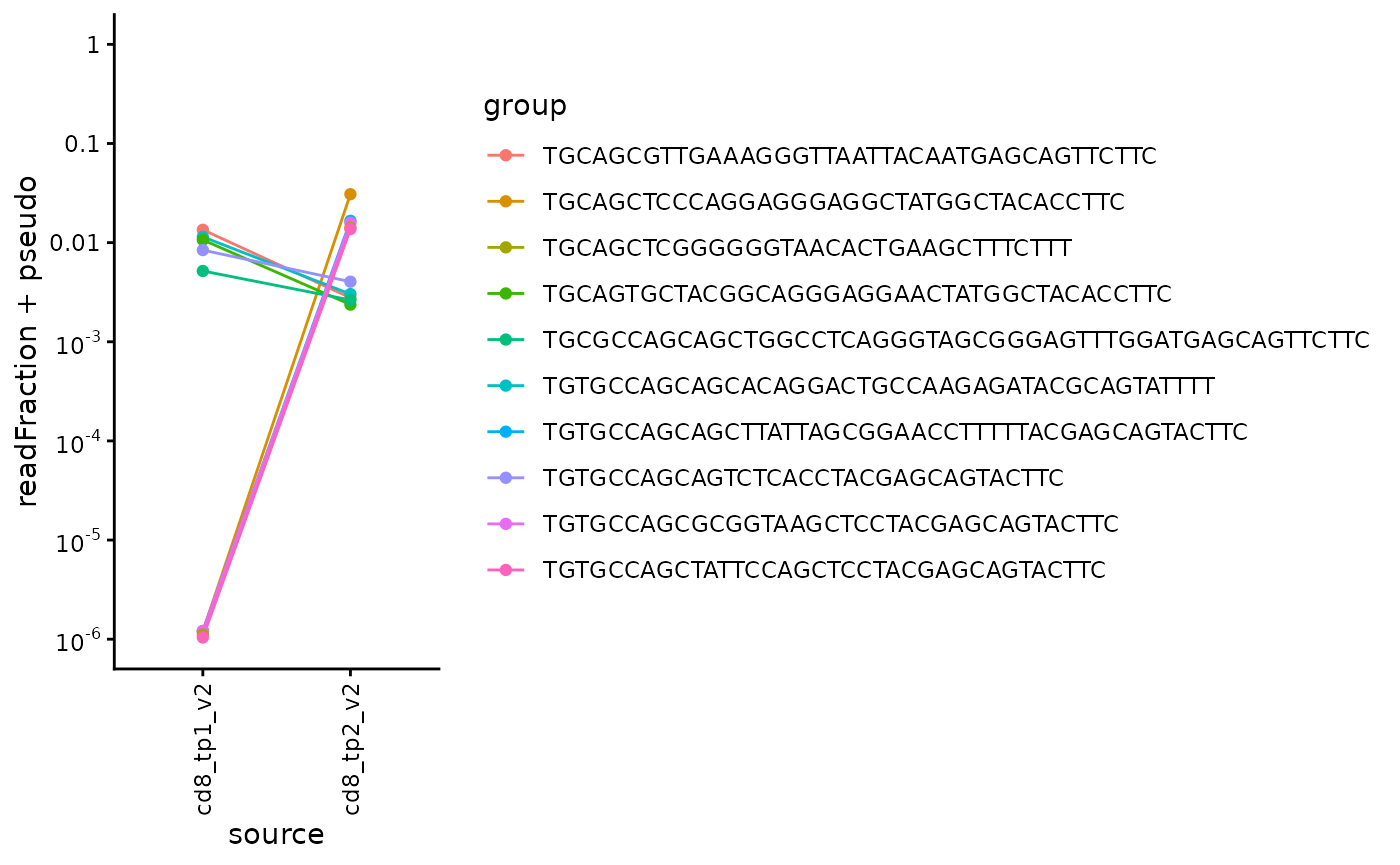 1
0.1
0.01
10-3
10-4
10-5
10-6
readFraction + pseudo
cd8_tp1_v2
cd8_tp2_v2
source
group
TGCAGCGTTGAAAGGGTTAATTACAATGAGCAGTTCTTC
TGCAGCTCCCAGGAGGGAGGCTATGGCTACACCTTC
TGCAGCTCGGGGGGTAACACTGAAGCTTTCTTT
TGCAGTGCTACGGCAGGGAGGAACTATGGCTACACCTTC
TGCGCCAGCAGCTGGCCTCAGGGTAGCGGGAGTTTGGATGAGCAGTTCTTC
TGTGCCAGCAGCACAGGACTGCCAAGAGATACGCAGTATTTT
TGTGCCAGCAGCTTATTAGCGGAACCTTTTTACGAGCAGTACTTC
TGTGCCAGCAGTCTCACCTACGAGCAGTACTTC
TGTGCCAGCGCGGTAAGCTCCTACGAGCAGTACTTC
TGTGCCAGCTATTCCAGCTCCTACGAGCAGTACTTC